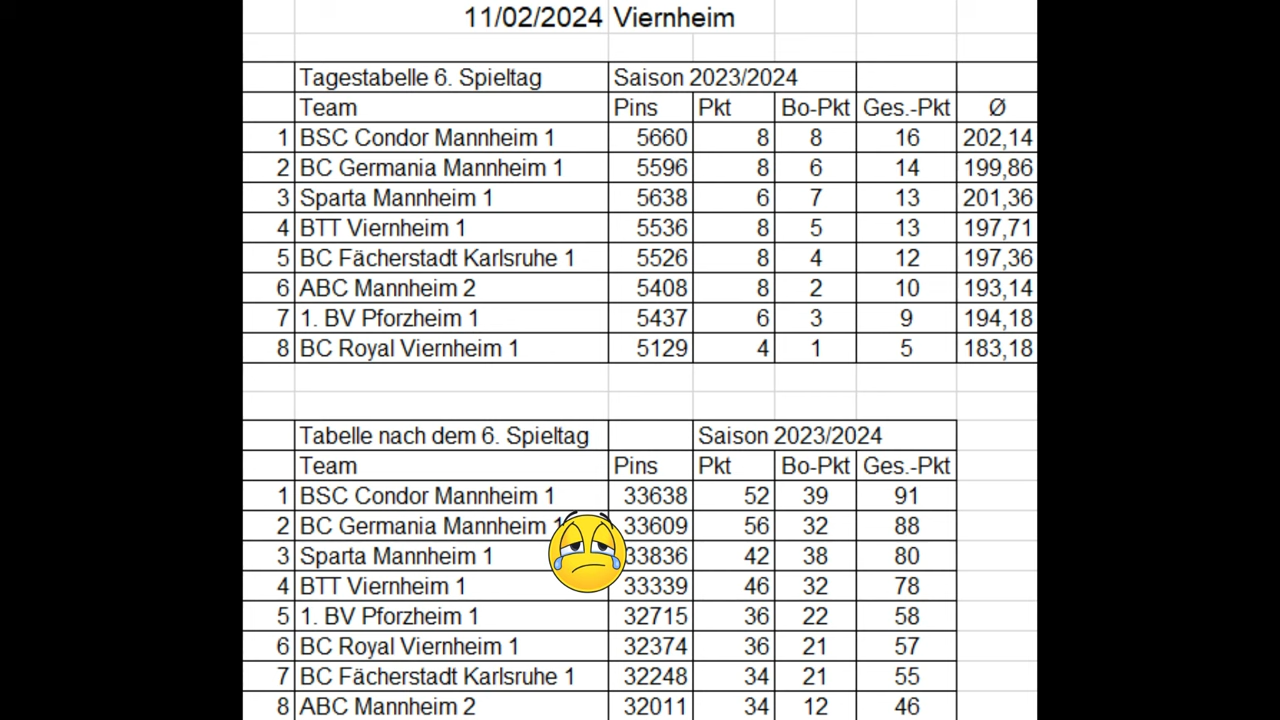 11/02/2024 Viernheim
Tagestabelle 6. Spieltag Saison 2023/2024
Team Pins Pkt Bo-Pkt Ges.-Pkt Ø
1 BSC Condor Mannheim 1 5660 8 8 16 202,14
2 BC Germania Mannheim 1 5596 8 6 14 199,86
3 Sparta Mannheim 1 5638 6 7 13 201,36
4 BTT Viernheim 1 5536 8 5 13 197,71
5 BC Fächerstadt Karlsruhe 1 5526 8 4 12 197,36
6 ABC Mannheim 2 5408 8 2 10 193,14
7 1. BV Pforzheim 1 5437 6 3 9 194,18
8 BC Royal Viernheim 1 5129 4 1 5 183,18
Tabelle nach dem 6. Spieltag Saison 2023/2024
Team Pins Pkt Bo-Pkt Ges.-Pkt
1 BSC Condor Mannheim 1 33638 52 39 91
2 BC Germania Mannheim 1 33609 56 32 88
3 Sparta Mannheim 1 33836 42 38 80
4 BTT Viernheim 1 33339 46 32 78
5 1. BV Pforzheim 1 32715 36 22 58
6 BC Royal Viernheim 1 32374 36 21 57
7 BC Fächerstadt Karlsruhe 1 32248 34 21 55
8 ABC Mannheim 2 32011 34 12 46